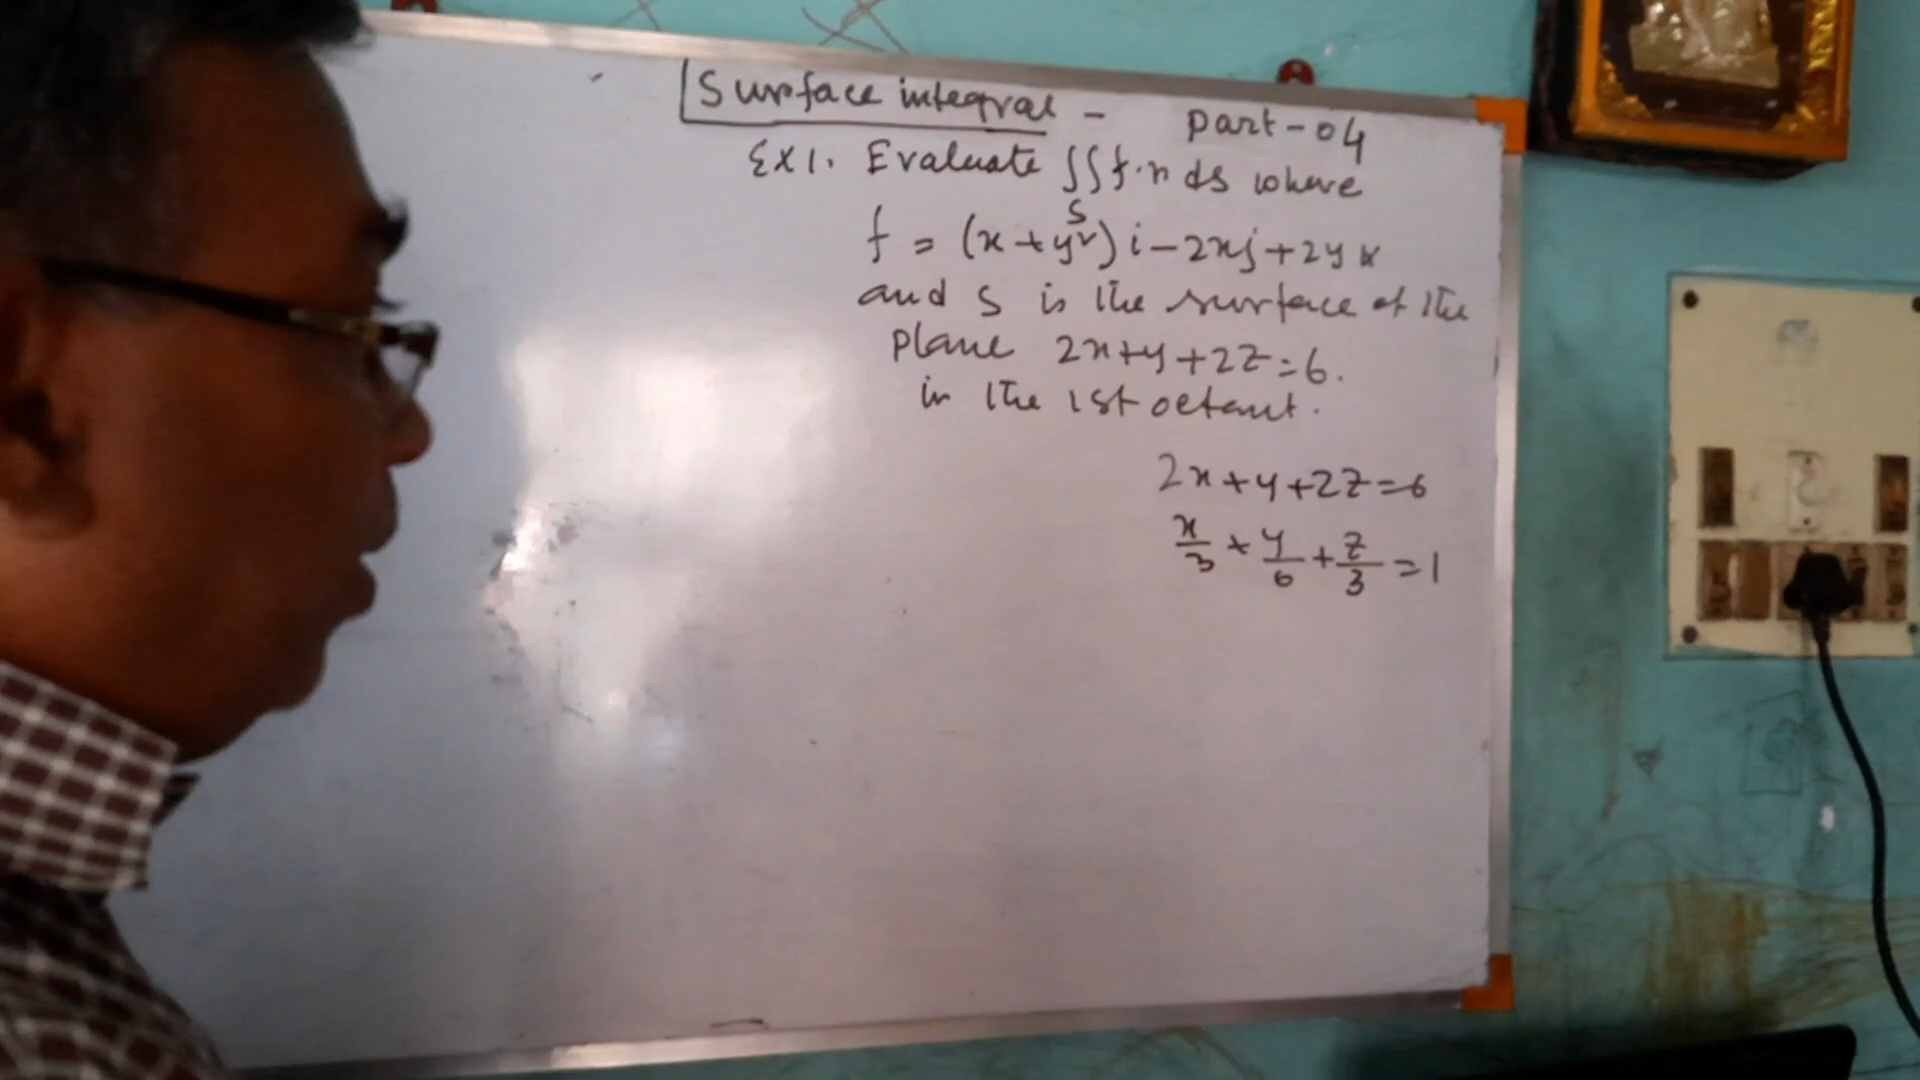 Surface integral - part-04
Ex1. Evaluate ∫∫f.n ds where
S
f = (x+y²) i-2xj+2yk
and S is the surface of the
plane 2x+y+2z=6.
in the 1st octant.
2x+y+2z=6
x/3+y/6+z/3=1